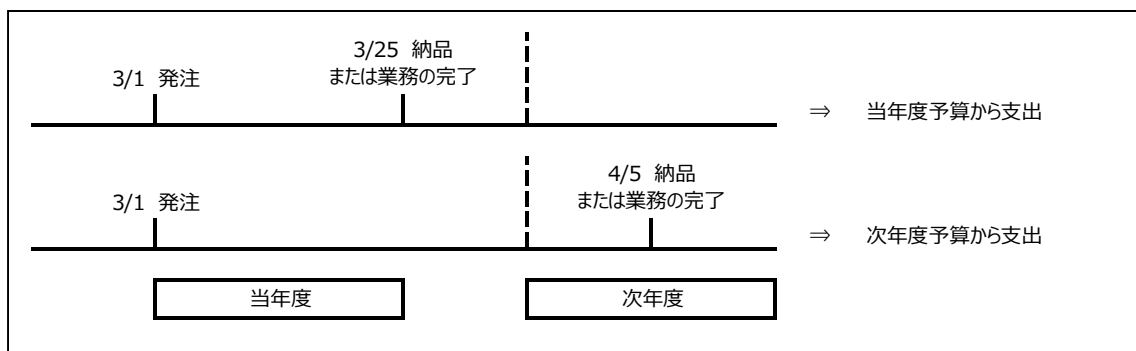 3/1 発注
3/25 納品
または業務の完了
⇒ 当年度予算から支出
3/1 発注
4/5 納品
または業務の完了
⇒ 次年度予算から支出
当年度
次年度